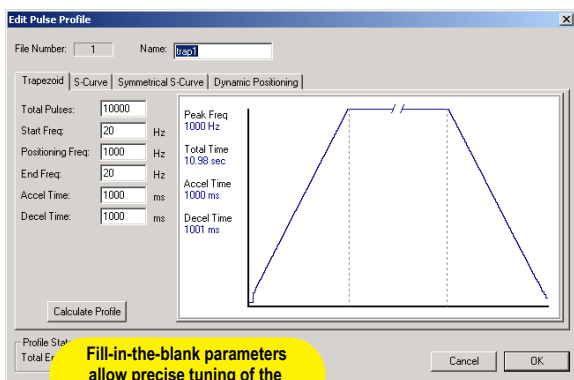 Edit Pulse Profile
File Number: 1 Name: trap1
Trapezoid S-Curve Symmetrical S-Curve Dynamic Positioning
Total Pulses: 10000
Start Freq: 20 Hz
Positioning Freq: 1000 Hz
End Freq: 20 Hz
Accel Time: 1000 ms
Decel Time: 1000 ms
Peak Freq
1000 Hz
Total Time
10.98 sec
Accel Time
1000 ms
Decel Time
1001 ms
Calculate Profile
Profile
Total
Fill-in-the-blank parameters
allow precise tuning of the
Cancel OK